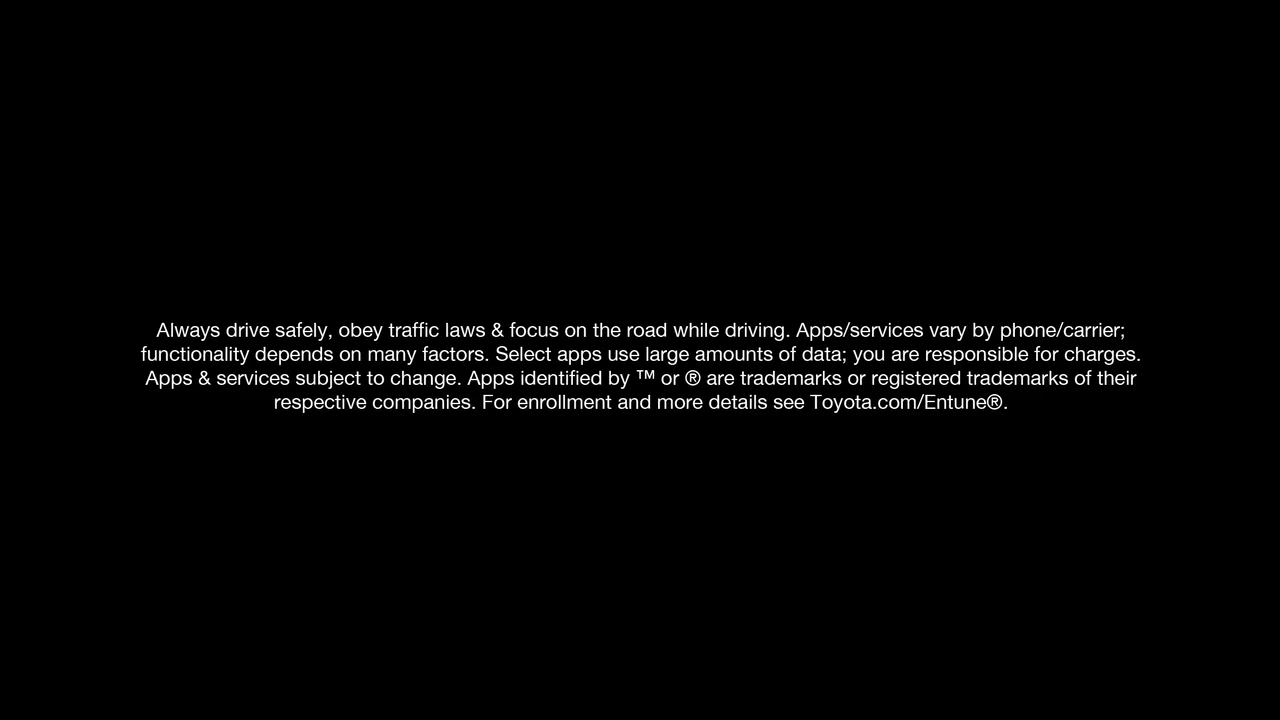 Always drive safely, obey traffic laws & focus on the road while driving. Apps/services vary by phone/carrier;
functionality depends on many factors. Select apps use large amounts of data; you are responsible for charges.
Apps & services subject to change. Apps identified by ™ or ® are trademarks or registered trademarks of their
respective companies. For enrollment and more details see Toyota.com/Entune®.